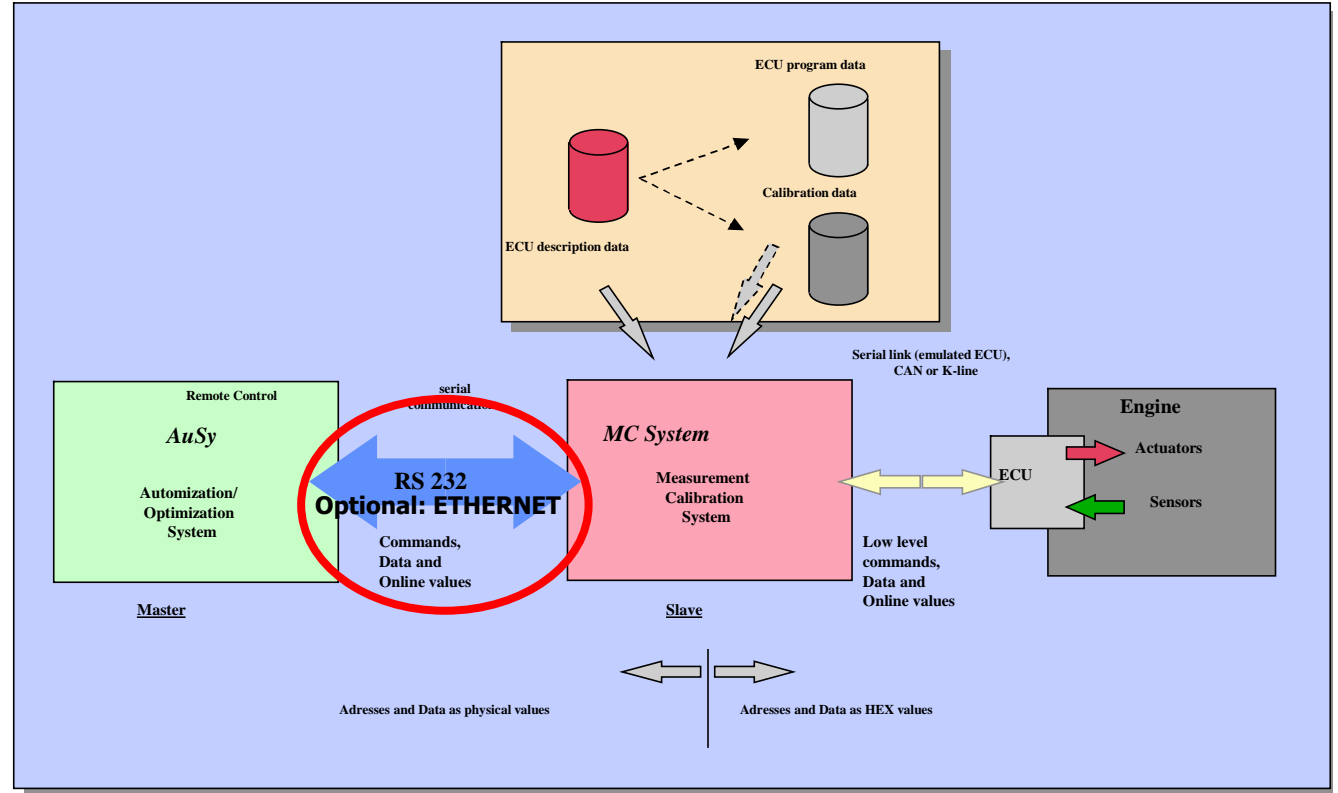 ECU program data
Calibration data
ECU description data
Serial link (emulated ECU),
CAN or K-line
Remote Control
AuSy
Automization/
Optimization
System
Master
serial
communication
RS 232
Optional: ETHERNET
Commands,
Data and
Online values
MC System
Measurement
Calibration
System
Slave
Low level
commands,
Data and
Online values
Engine
ECU
Actuators
Sensors
Adresses and Data as physical values
Adresses and Data as HEX values